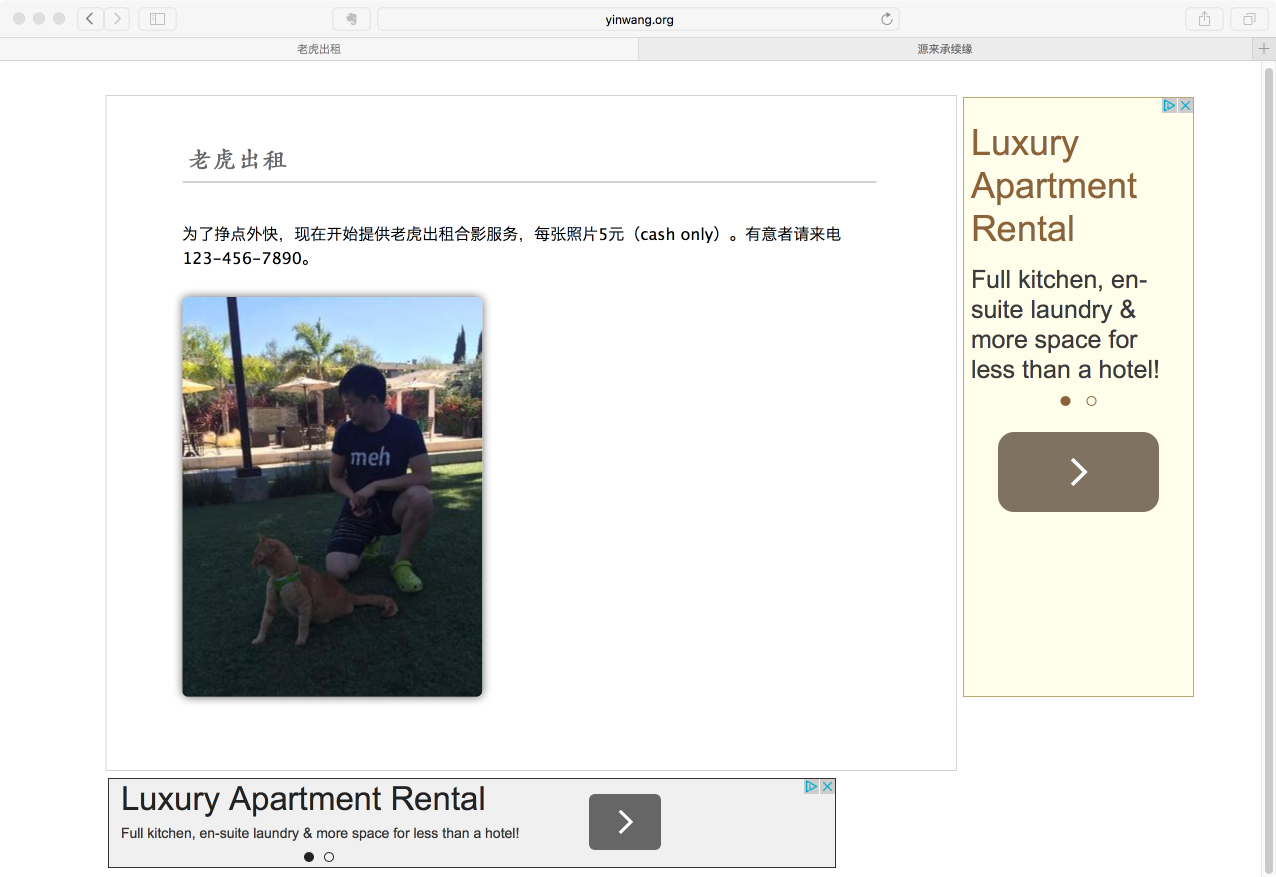 yinwang.org
老虎出租
源来承续缘
老虎出租
为了挣点外快，现在开始提供老虎出租合影服务，每张照片5元（cash only）。有意者请来电
123-456-7890。
meh
Luxury
Apartment
Rental
Full kitchen, en-
suite laundry &
more space for
less than a hotel!
Luxury Apartment Rental
Full kitchen, en-suite laundry & more space for less than a hotel!